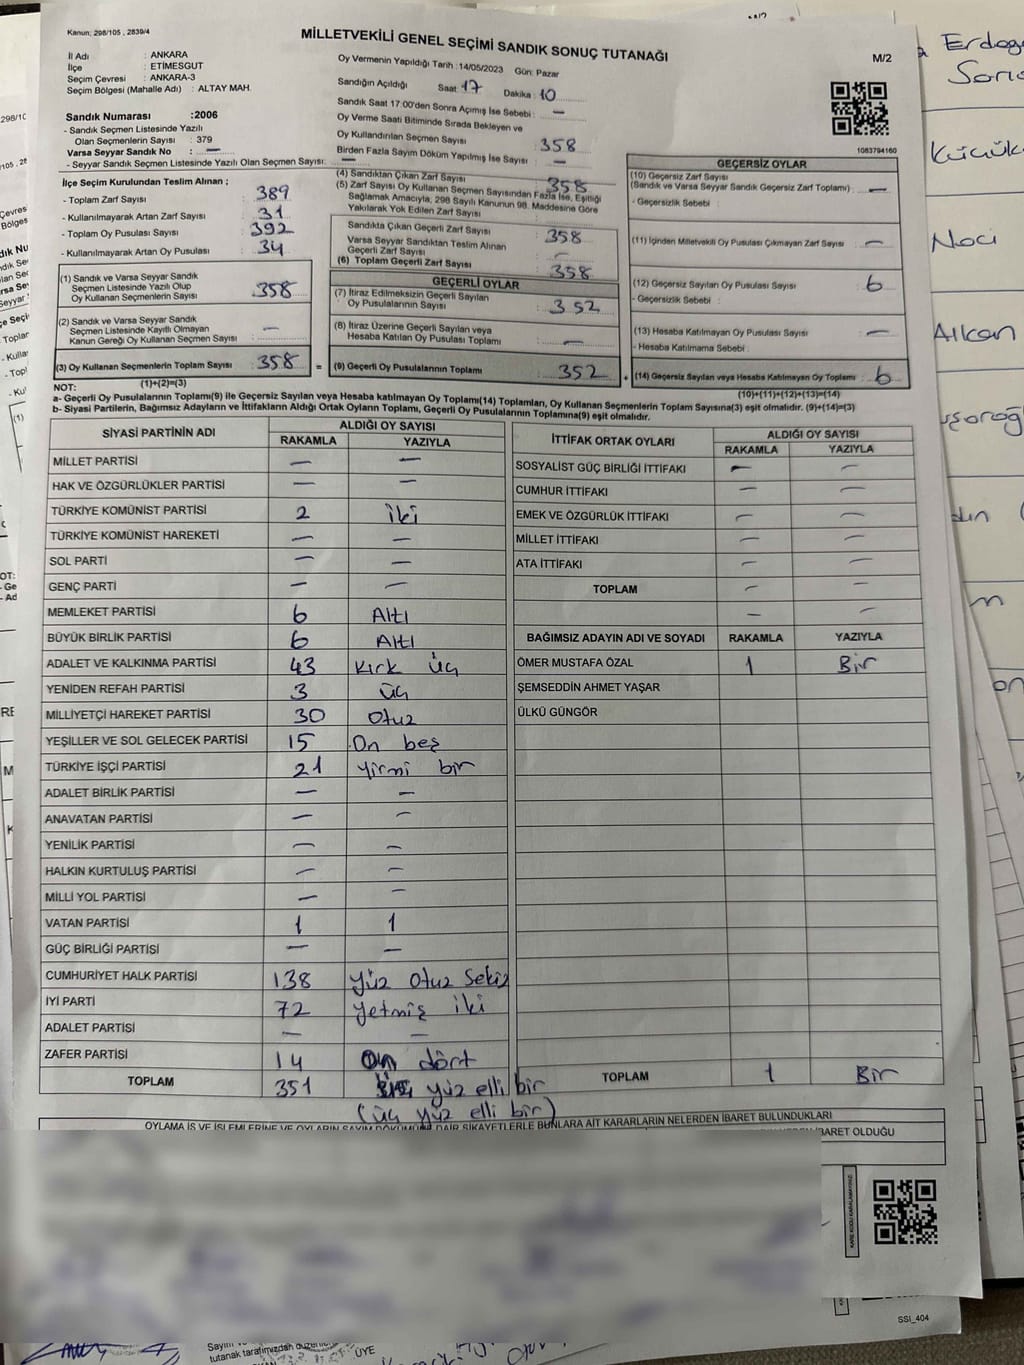 Kanun; 298/105 , 2839/4
MİLLETVEKİLİ GENEL SEÇİMİ SANDIK SONUÇ TUTANAĞI
M/2
İl Adı : ANKARA
İlçe : ETİMESGUT
Seçim Çevresi : ANKARA-3
Seçim Bölgesi (Mahalle Adı) : ALTAY MAH.
Sandık Numarası :2006
- Sandık Seçmen Listesinde Yazılı
Olan Seçmenlerin Sayısı : 379
Varsa Seyyar Sandık No : —
- Seyyar Sandık Seçmen Listesinde Yazılı Olan Seçmen Sayısı: —
Oy Vermenin Yapıldığı Tarih :14/05/2023 Gün: Pazar
Sandığın Açıldığı Saat 17 Dakika 10
Sandık Saat 17:00'den Sonra Açımış İse Sebebi : —
Oy Verme Saati Bitiminde Sırada Bekleyen ve
Oy Kullandırılan Seçmen Sayısı : 358
Birden Fazla Sayım Döküm Yapılmış İse Sayısı : —
1083794160
İlçe Seçim Kurulundan Teslim Alınan ;
- Toplam Zarf Sayısı : 389
- Kullanılmayarak Artan Zarf Sayısı : 31
- Toplam Oy Pusulası Sayısı : 392
- Kullanılmayarak Artan Oy Pusulası : 34
(4) Sandıktan Çıkan Zarf Sayısı : 358
(5) Zarf Sayısı Oy Kullanan Seçmen Sayısından Fazla İse, Eşitliği
Sağlamak Amacıyla, 298 Sayılı Kanunun 98. Maddesine Göre
Yakılarak Yok Edilen Zarf Sayısı :
Sandıkta Çıkan Geçerli Zarf Sayısı : 358
Varsa Seyyar Sandıktan Teslim Alınan
Geçerli Zarf Sayısı : —
(6) Toplam Geçerli Zarf Sayısı : 358
GEÇERSİZ OYLAR
(10) Geçersiz Zarf Sayısı
(Sandık ve Varsa Seyyar Sandık Geçersiz Zarf Toplamı) : —
- Geçersizlik Sebebi :
(11) İçinden Milletvekili Oy Pusulası Çıkmayan Zarf Sayısı : —
(12) Geçersiz Sayılan Oy Pusulası Sayısı : 6
- Geçersizlik Sebebi :
(13) Hesaba Katılmayan Oy Pusulası Sayısı : —
- Hesaba Katılmama Sebebi :
(14) Geçersiz Sayılan veya Hesaba Katılmayan Oy Toplamı : 6
(1) Sandık ve Varsa Seyyar Sandık
Seçmen Listesinde Yazılı Olup
Oy Kullanan Seçmenlerin Sayısı : 358
(2) Sandık ve Varsa Seyyar Sandık
Seçmen Listesinde Kayıtlı Olmayan
Kanun Gereği Oy Kullanan Seçmen Sayısı : —
(3) Oy Kullanan Seçmenlerin Toplam Sayısı : 358 =
GEÇERLİ OYLAR
(7) İtiraz Edilmeksizin Geçerli Sayılan
Oy Pusulalarının Sayısı : 352
(8) İtiraz Üzerine Geçerli Sayılan veya
Hesaba Katılan Oy Pusulası Toplamı : —
(9) Geçerli Oy Pusulalarının Toplamı : 352 +
NOT: (1)+(2)=(3) (10)+(11)+(12)+(13)=(14)
a- Geçerli Oy Pusulalarının Toplamı(9) ile Geçersiz Sayılan veya Hesaba katılmayan Oy Toplamı(14) Toplamları, Oy Kullanan Seçmenlerin Toplam Sayısına(3) eşit olmalıdır. (9)+(14)=(3)
b- Siyasi Partilerin, Bağımsız Adayların ve İttifakların Aldığı Ortak Oyların Toplamı, Geçerli Oy Pusulalarının Toplamına(9) eşit olmalıdır.
SİYASİ PARTİNİN ADI ALDIĞI OY SAYISI
RAKAMLA YAZIYLA
MİLLET PARTİSİ — —
HAK VE ÖZGÜRLÜKLER PARTİSİ — —
TÜRKİYE KOMÜNİST PARTİSİ 2 iki
TÜRKİYE KOMÜNİST HAREKETİ — —
SOL PARTİ — —
GENÇ PARTİ — —
MEMLEKET PARTİSİ 6 Altı
BÜYÜK BİRLİK PARTİSİ 6 Altı
ADALET VE KALKINMA PARTİSİ 43 Kırk üç
YENİDEN REFAH PARTİSİ 3 üç
MİLLİYETÇİ HAREKET PARTİSİ 30 Otuz
YEŞİLLER VE SOL GELECEK PARTİSİ 15 On beş
TÜRKİYE İŞÇİ PARTİSİ 21 Yirmi bir
ADALET BİRLİK PARTİSİ — —
ANAVATAN PARTİSİ — —
YENİLİK PARTİSİ — —
HALKIN KURTULUŞ PARTİSİ — —
MİLLİ YOL PARTİSİ — —
VATAN PARTİSİ 1 1
GÜÇ BİRLİĞİ PARTİSİ — —
CUMHURİYET HALK PARTİSİ 138 Yüz Otuz Sekiz
İYİ PARTİ 72 Yetmiş iki
ADALET PARTİSİ — —
ZAFER PARTİSİ 14 On dört
TOPLAM 351 üç yüz elli bir
(üç yüz elli bir)
İTTİFAK ORTAK OYLARI ALDIĞI OY SAYISI
RAKAMLA YAZIYLA
SOSYALİST GÜÇ BİRLİĞİ İTTİFAKI — —
CUMHUR İTTİFAKI — —
EMEK VE ÖZGÜRLÜK İTTİFAKI — —
MİLLET İTTİFAKI — —
ATA İTTİFAKI — —
TOPLAM — —
— —
BAĞIMSIZ ADAYIN ADI VE SOYADI RAKAMLA YAZIYLA
ÖMER MUSTAFA ÖZAL 1 Bir
ŞEMSEDDİN AHMET YAŞAR
ÜLKÜ GÜNGÖR
TOPLAM 1 Bir
OYLAMA İŞ VE İŞLEMLERİNE VE OYLARIN SAYIM DÖKÜMÜNE DAİR ŞİKAYETLERLE BUNLARA AİT KARARLARIN NELERDEN İBARET BULUNDUKLARI
İBARET OLDUĞU
SSI_404
tutanak tarafımızdan
ÜYE
Erdoğ
Küçük
Naci
Alkan